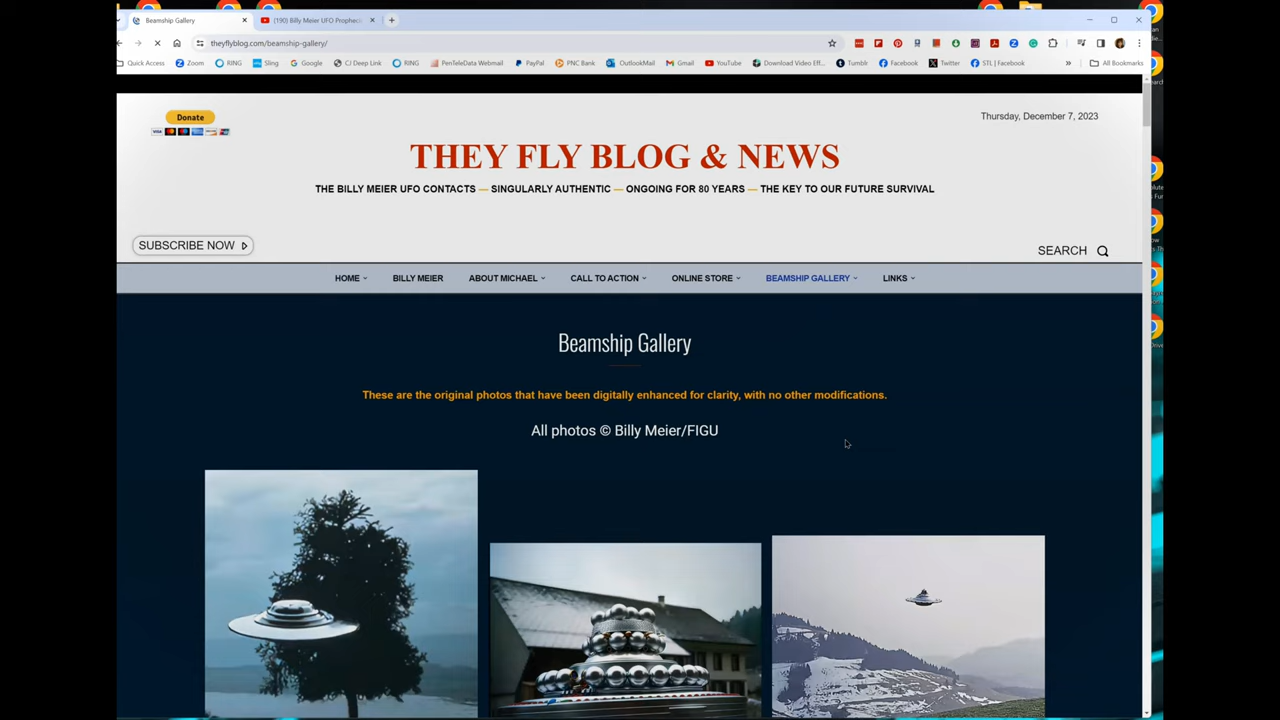 Beamship Gallery
(190) Billy Meier UFO Prophecie
theyflyblog.com/beamship-gallery/
Quick Access
Zoom
RING
Sling
Google
CJ Deep Link
RING
PenTeleData Webmail
PayPal
PNC Bank
OutlookMail
Gmail
YouTube
Download Video Eff...
Tumblr
Facebook
Twitter
STL | Facebook
»
All Bookmarks
Donate
VISA
Thursday, December 7, 2023
THEY FLY BLOG & NEWS
THE BILLY MEIER UFO CONTACTS — SINGULARLY AUTHENTIC — ONGOING FOR 80 YEARS — THE KEY TO OUR FUTURE SURVIVAL
SUBSCRIBE NOW
SEARCH
HOME
BILLY MEIER
ABOUT MICHAEL
CALL TO ACTION
ONLINE STORE
BEAMSHIP GALLERY
LINKS
Beamship Gallery
These are the original photos that have been digitally enhanced for clarity, with no other modifications.
All photos © Billy Meier/FIGU